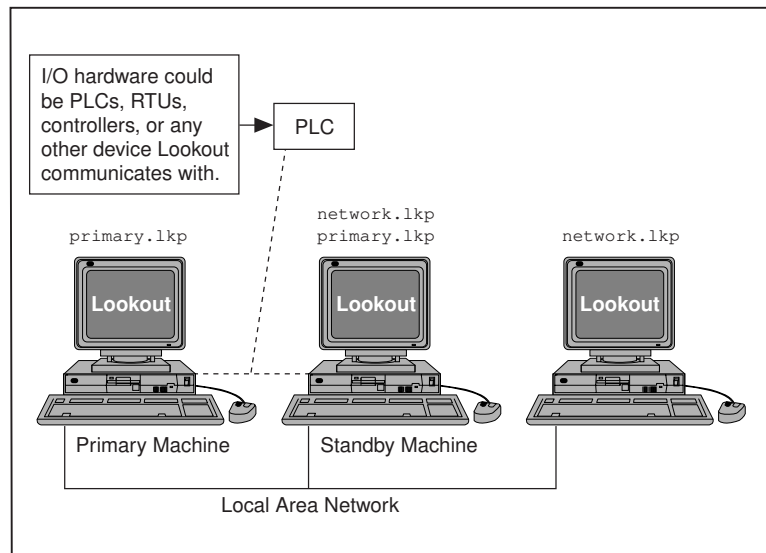 I/O hardware could
be PLCs, RTUs,
controllers, or any
other device Lookout
communicates with.
PLC
network.lkp
primary.lkp
primary.lkp
network.lkp
Lookout
Lookout
Lookout
Primary Machine
Standby Machine
Local Area Network